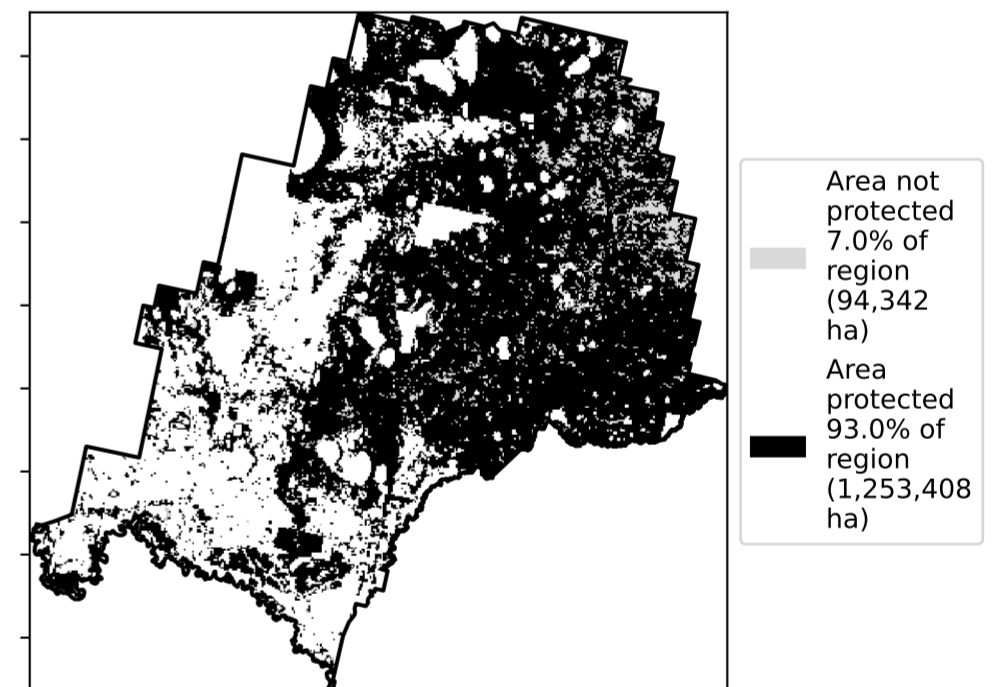 Area not
protected
7.0% of
region
(94,342
ha)
Area
protected
93.0% of
region
(1,253,408
ha)